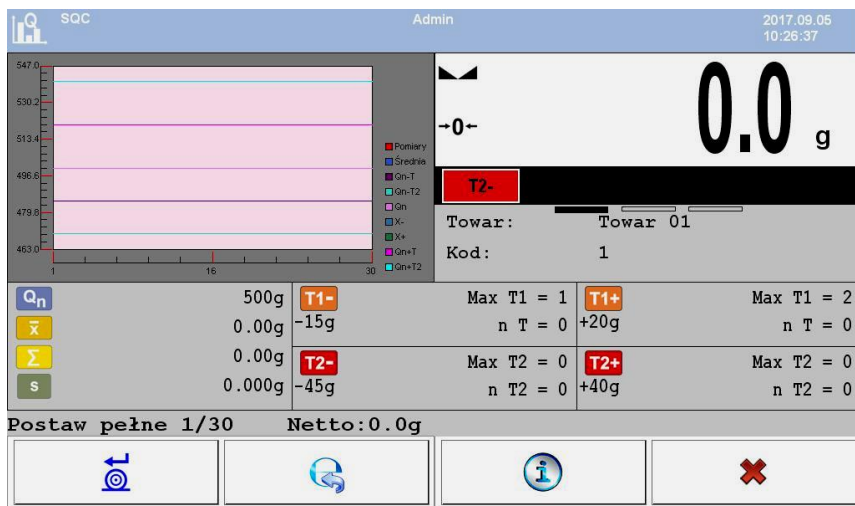 SQC
Admin
2017.09.05
10:26:37
547.0
530.2
513.4
496.6
479.8
463.0
1 16 30
Pomiary
Średnia
Qn-T
Qn-T2
Qn
X-
X+
Qn+T
Qn+T2
→0←
0.0 g
T2-
Towar: Towar 01
Kod: 1
Qn 500g
x̄ 0.00g
Σ 0.00g
s 0.000g
T1- Max T1 = 1
-15g n T = 0
T2- Max T2 = 0
-45g n T2 = 0
T1+ Max T1 = 2
+20g n T = 0
T2+ Max T2 = 0
+40g n T2 = 0
Postaw pełne 1/30 Netto:0.0g